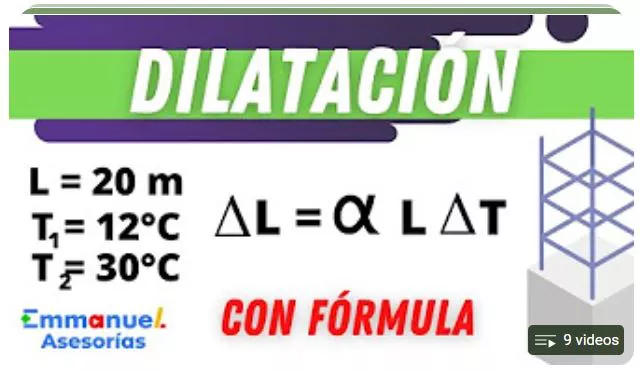 DILATACIÓN
L = 20 m
T₁ = 12°C
T₂ = 30°C
ΔL = α L ΔT
CON FÓRMULA
Emmanuel
Asesorías
9 videos